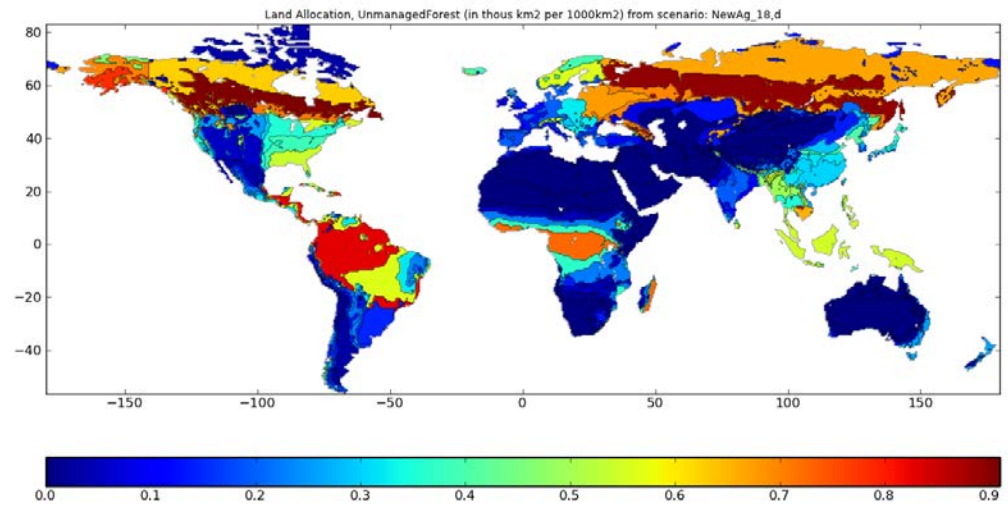 Land Allocation, UnmanagedForest (in thous km2 per 1000km2) from scenario: NewAg_18,d
80
60
40
20
0
−20
−40
−150 −100 −50 0 50 100 150
0.0 0.1 0.2 0.3 0.4 0.5 0.6 0.7 0.8 0.9